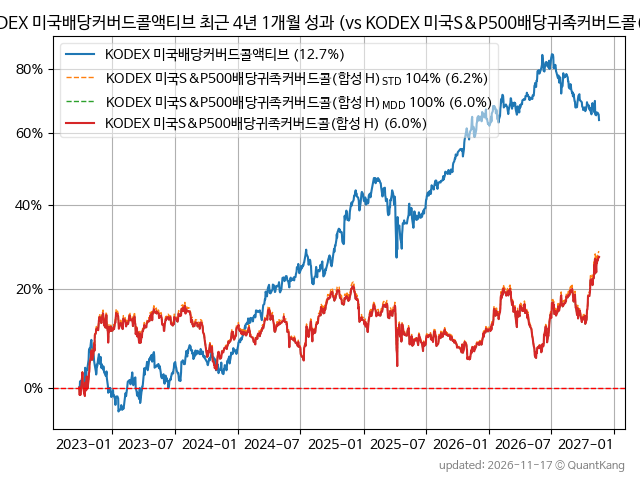 ODEX 미국배당커버드콜액티브 최근 4년 1개월 성과 (vs KODEX 미국S&P500배당귀족커버드콜(
KODEX 미국배당커버드콜액티브 (12.7%)
KODEX 미국S&P500배당귀족커버드콜(합성 H) STD 104% (6.2%)
KODEX 미국S&P500배당귀족커버드콜(합성 H) MDD 100% (6.0%)
KODEX 미국S&P500배당귀족커버드콜(합성 H) (6.0%)
80%
60%
40%
20%
0%
2023-01 2023-07 2024-01 2024-07 2025-01 2025-07 2026-01 2026-07 2027-01
updated: 2026-11-17 © QuantKang